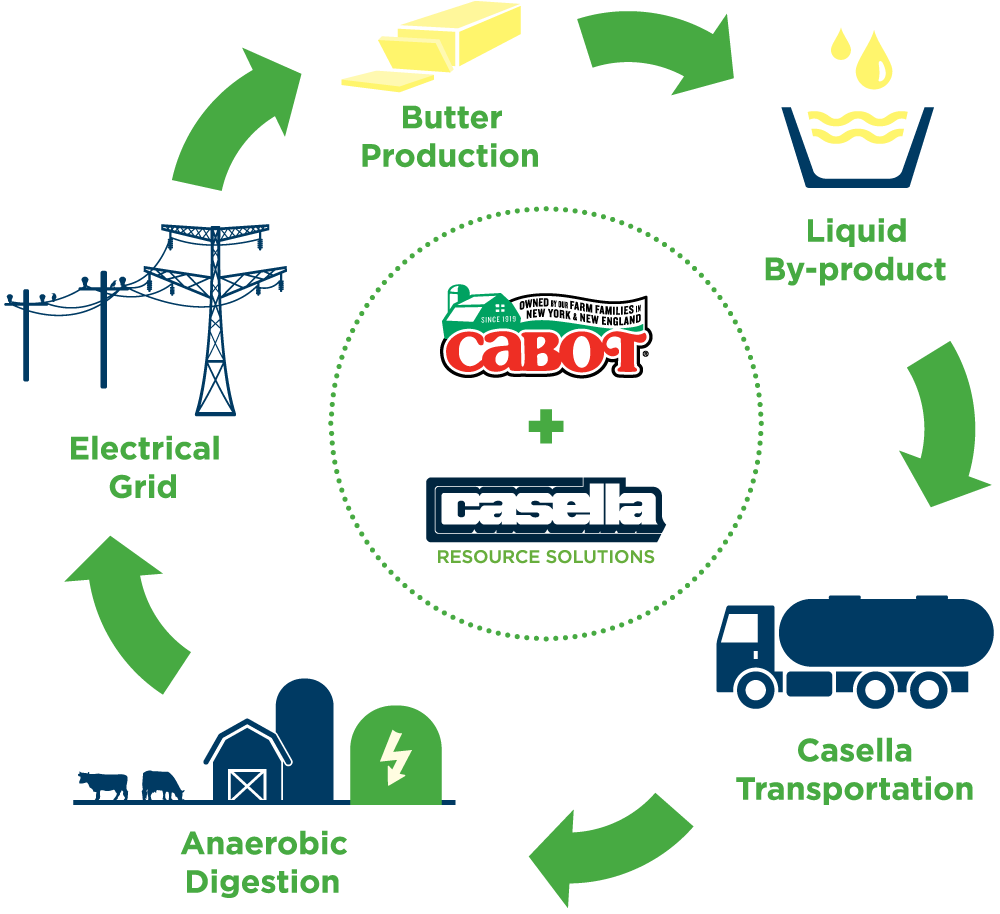 Butter
Production
Liquid
By-product
SINCE 1919
OWNED BY OUR FARM FAMILIES IN
NEW YORK & NEW ENGLAND
CABOT®
+
casella
RESOURCE SOLUTIONS
Electrical
Grid
Casella
Transportation
Anaerobic
Digestion